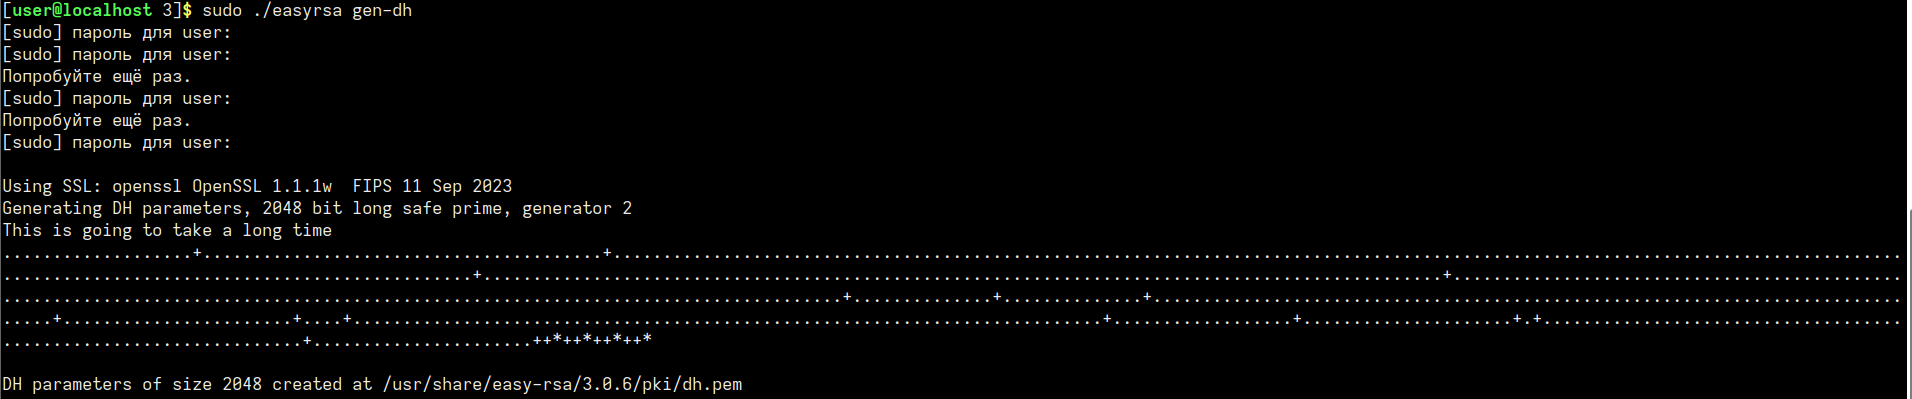 [user@localhost 3]$ sudo ./easyrsa gen-dh
[sudo] пароль для user:
[sudo] пароль для user:
Попробуйте ещё раз.
[sudo] пароль для user:
Попробуйте ещё раз.
[sudo] пароль для user:
Using SSL: openssl OpenSSL 1.1.1w  FIPS 11 Sep 2023
Generating DH parameters, 2048 bit long safe prime, generator 2
This is going to take a long time
...................+........................................+.................................................................................................................................
...............................................+................................................................................................+.............................................
....................................................................................+..............+..............+...........................................................................
.....+.......................+....+...........................................................................+..................+.....................+.+....................................
..............................+......................++*++*++*++*
DH parameters of size 2048 created at /usr/share/easy-rsa/3.0.6/pki/dh.pem